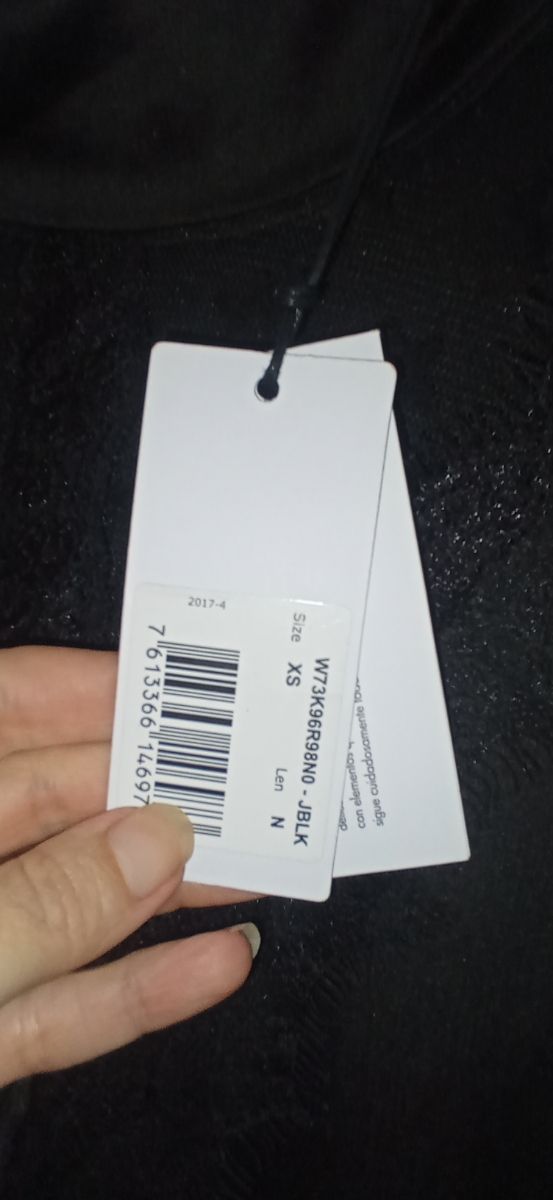 2017-4
W73K96R98N0 - JBLK
Size XS Len N
7 613366 14697
con elementos
sigue cuidadosamente